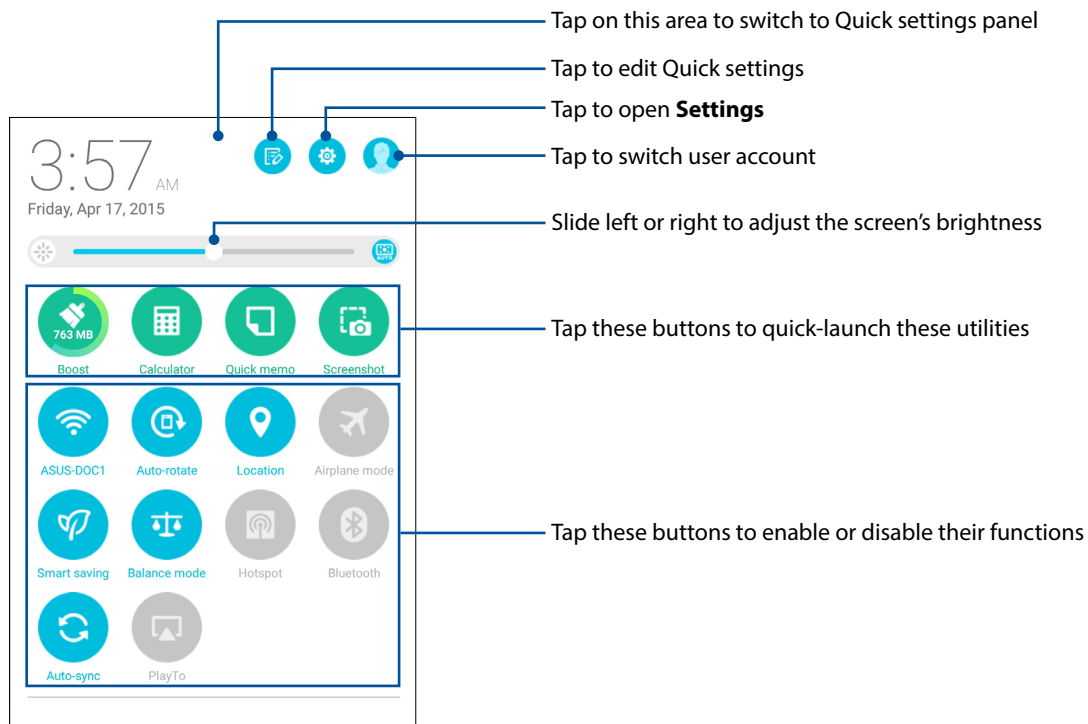 Tap on this area to switch to Quick settings panel
Tap to edit Quick settings
Tap to open Settings
Tap to switch user account
3:57 AM
Friday, Apr 17, 2015
Slide left or right to adjust the screen's brightness
AUTO
763 MB
Boost Calculator Quick memo Screenshot
Tap these buttons to quick-launch these utilities
ASUS-DOC1 Auto-rotate Location Airplane mode
Smart saving Balance mode Hotspot Bluetooth
Tap these buttons to enable or disable their functions
Auto-sync PlayTo